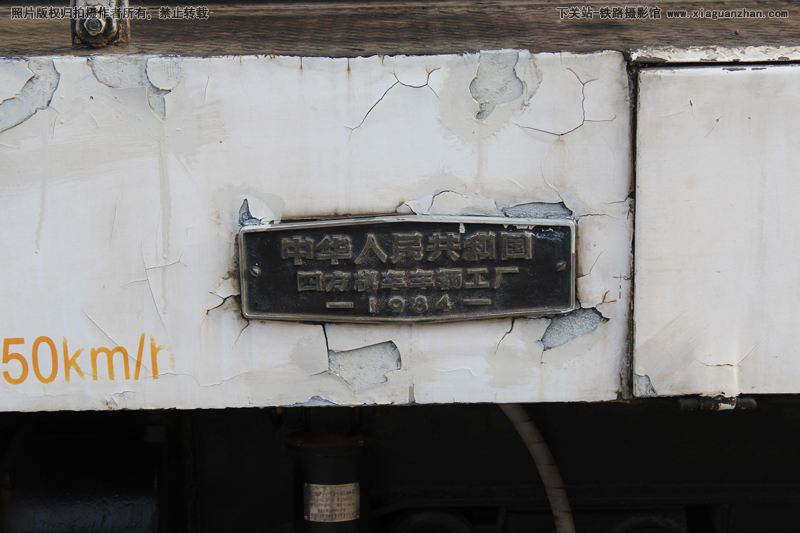 照片版权归拍摄作者所有，禁止转载
下关站-铁路摄影馆 www.xiaguanzhan.com
中华人民共和国
四方机车车辆工厂
— 1984 —
50km/h